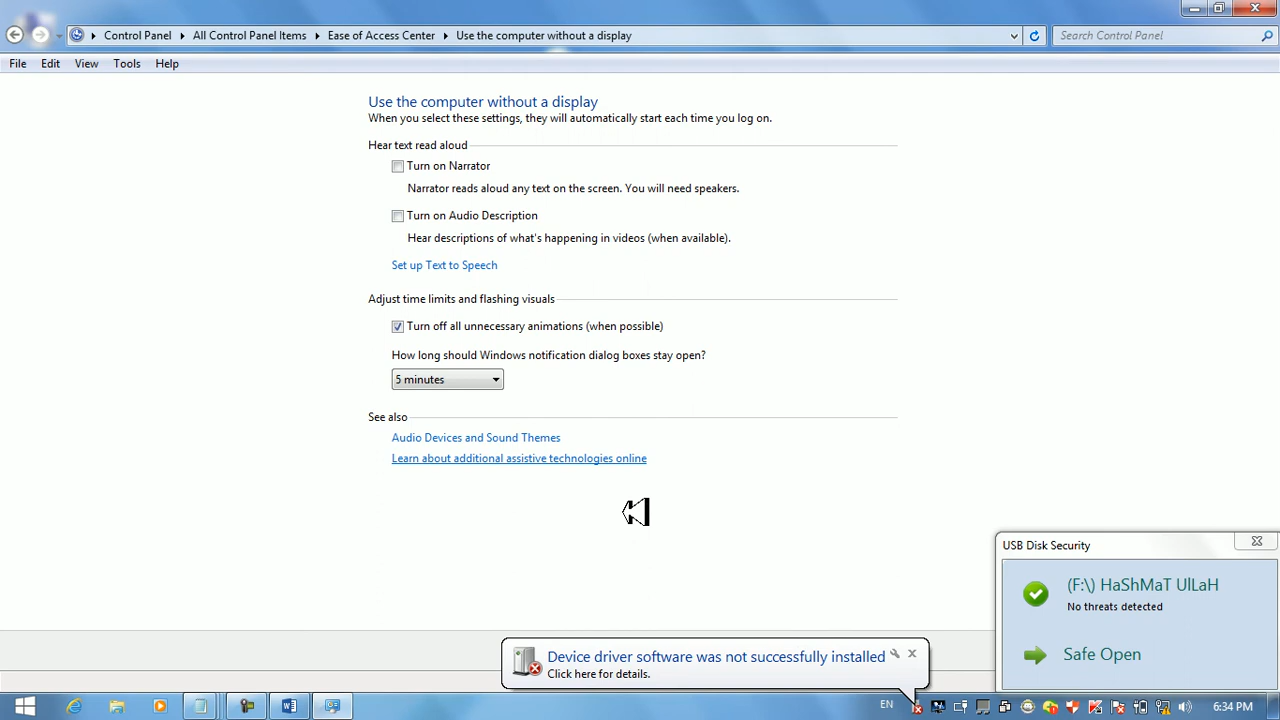 Control Panel All Control Panel Items Ease of Access Center Use the computer without a display Search Control Panel
File Edit View Tools Help
Use the computer without a display
When you select these settings, they will automatically start each time you log on.
Hear text read aloud
Turn on Narrator
Narrator reads aloud any text on the screen. You will need speakers.
Turn on Audio Description
Hear descriptions of what's happening in videos (when available).
Set up Text to Speech
Adjust time limits and flashing visuals
Turn off all unnecessary animations (when possible)
How long should Windows notification dialog boxes stay open?
5 minutes
See also
Audio Devices and Sound Themes
Learn about additional assistive technologies online
USB Disk Security
(F:\) HaShMaT UlLaH
No threats detected
Safe Open
Device driver software was not successfully installed
Click here for details.
EN
6:34 PM